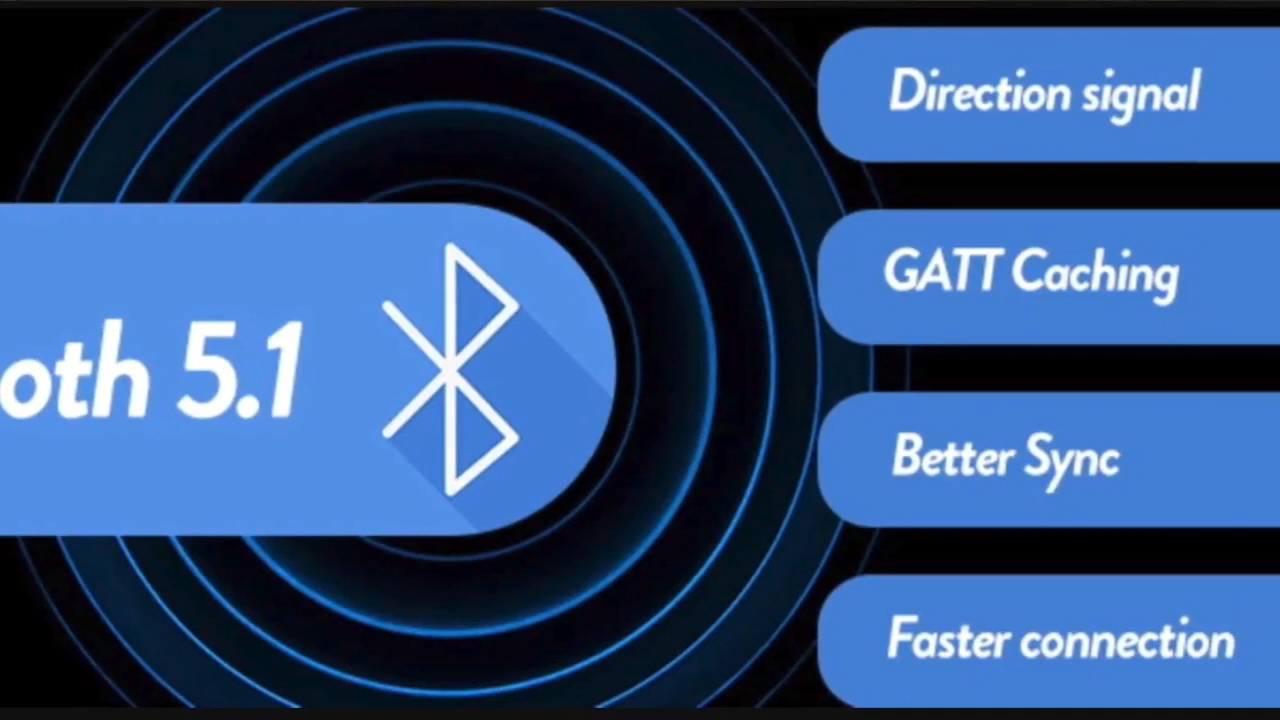 oth 5.1
Direction signal
GATT Caching
Better Sync
Faster connection